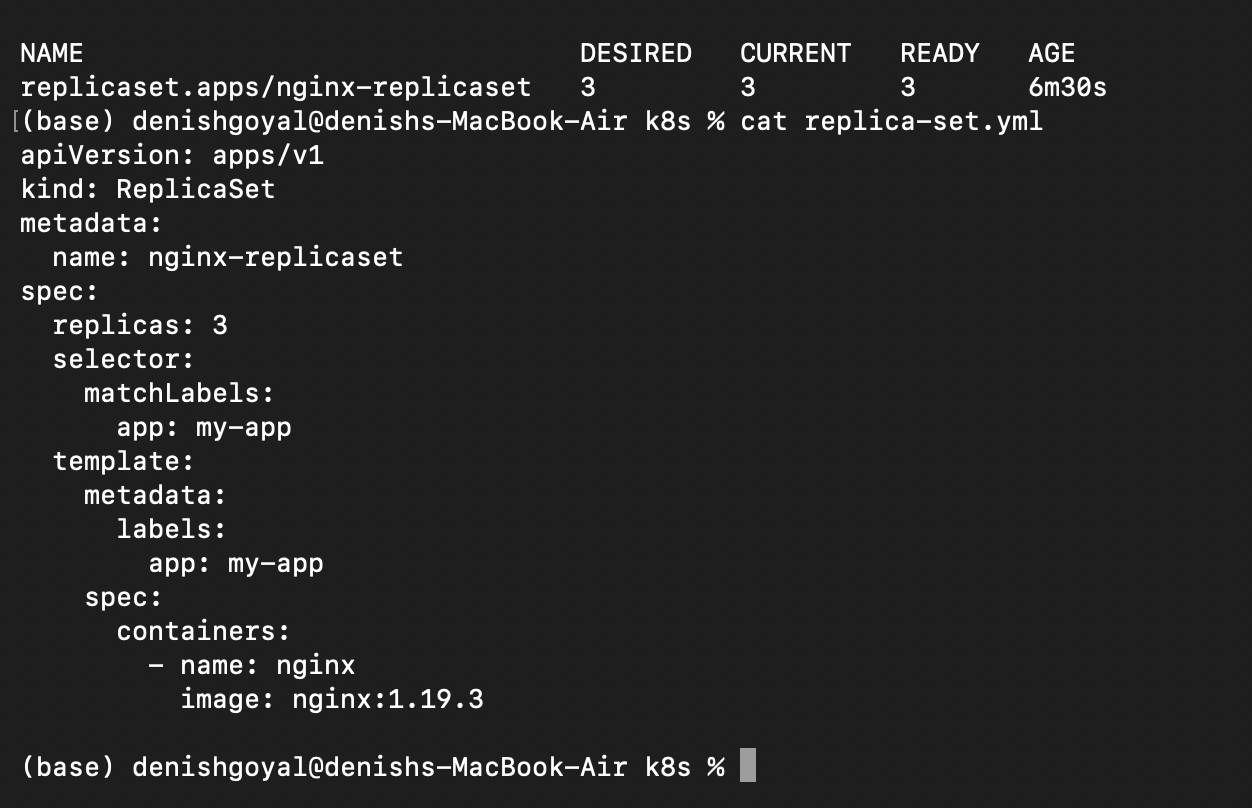 NAME                               DESIRED   CURRENT   READY   AGE
replicaset.apps/nginx-replicaset   3         3         3       6m30s
[(base) denishgoyal@denishs-MacBook-Air k8s % cat replica-set.yml
apiVersion: apps/v1
kind: ReplicaSet
metadata:
  name: nginx-replicaset
spec:
  replicas: 3
  selector:
    matchLabels:
      app: my-app
  template:
    metadata:
      labels:
        app: my-app
    spec:
      containers:
        - name: nginx
          image: nginx:1.19.3
(base) denishgoyal@denishs-MacBook-Air k8s %